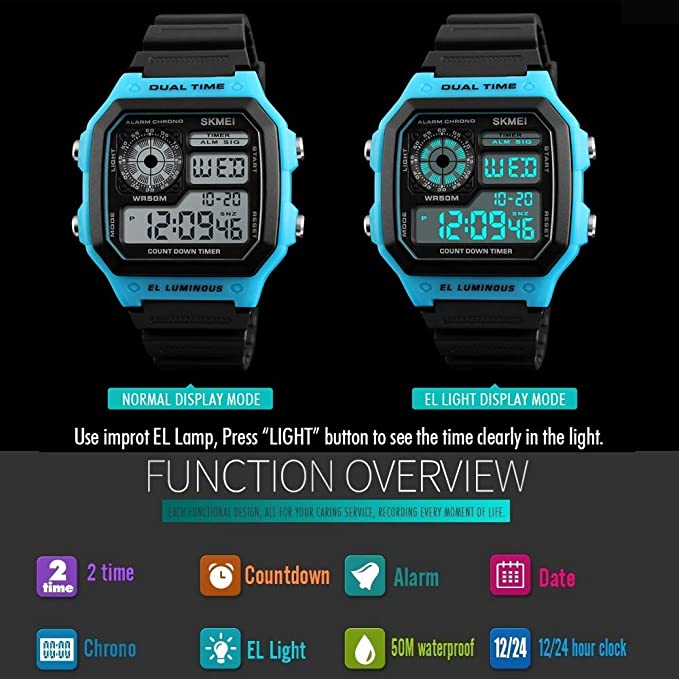 DUAL TIME
ALARM CHRONO SKMEI
TIMER
ALM SIG
LIGHT
START
WED
WR50M
10-20
MODE
RESET
P 12:09 SNZ 46
COUNT DOWN TIMER
EL LUMINOUS
DUAL TIME
ALARM CHRONO SKMEI
TIMER
ALM SIG
LIGHT
START
WED
WR50M
10-20
MODE
RESET
P 12:09 SNZ 46
COUNT DOWN TIMER
EL LUMINOUS
NORMAL DISPLAY MODE
EL LIGHT DISPLAY MODE
Use improt EL Lamp, Press “LIGHT” button to see the time clearly in the light.
FUNCTION OVERVIEW
EACH FUNCTIONAL DESIGN, ALL FOR YOUR CARING SERVICE, RECORDING EVERY MOMENT OF LIFE.
2 time 2 time
Countdown
Alarm
Date
00:00 Chrono
EL Light
50M waterproof
12/24 12/24 hour clock